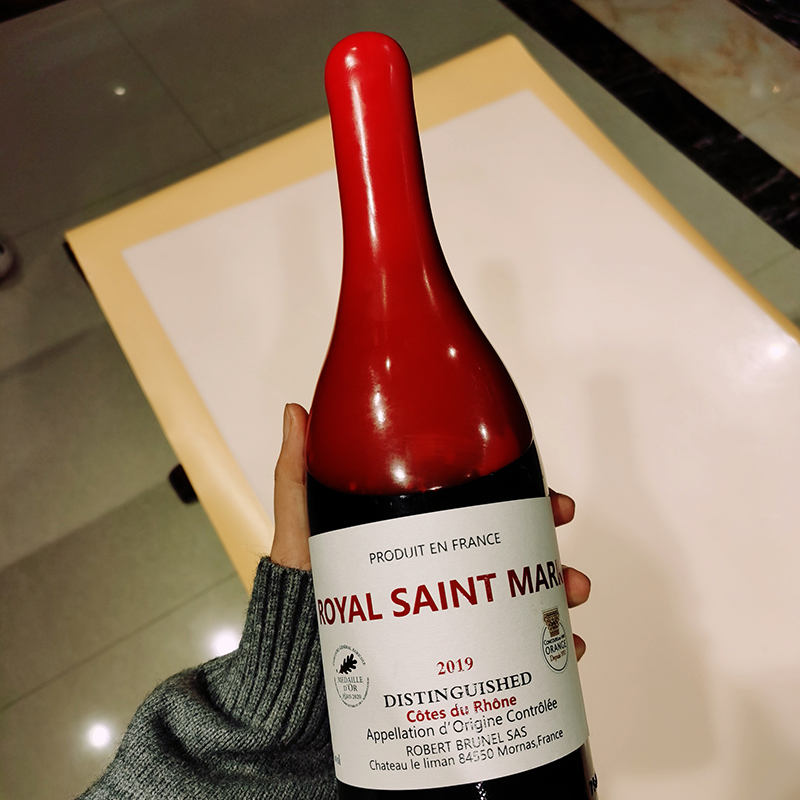 PRODUIT EN FRANCE
ROYAL SAINT MAR
2019
MEDAILLE
D'OR
ORANGE
Depuis
DISTINGUISHED
Côtes du Rhône
Appellation d'Origine Contrôlée
ROBERT BRUNEL SAS
Chateau le liman 84550 Mornas,France